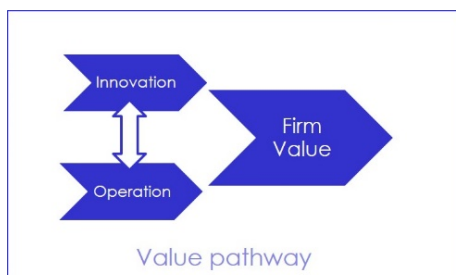 Innovation
Firm
Value
Operation
Value pathway